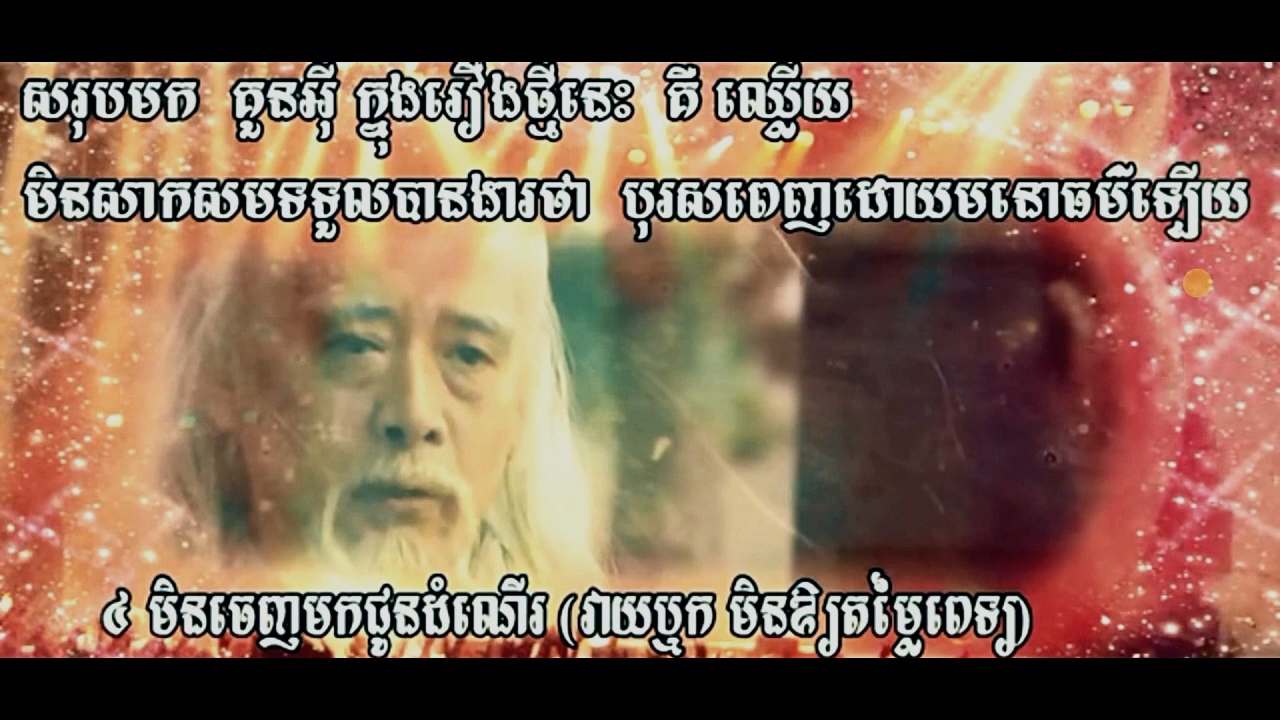 សរុបមក តួនអ៊ី ក្នុងរឿងថ្មីនេះ គឺ ឈ្លើយ
មិនសាកសមទទួលបានងារថា បុរសពេញដោយមនោធម៌ឡើយ
៤ មិនចេញមកជូនដំណើរ (វាយឬមក មិនឱ្យតម្លៃពេទ្យ)